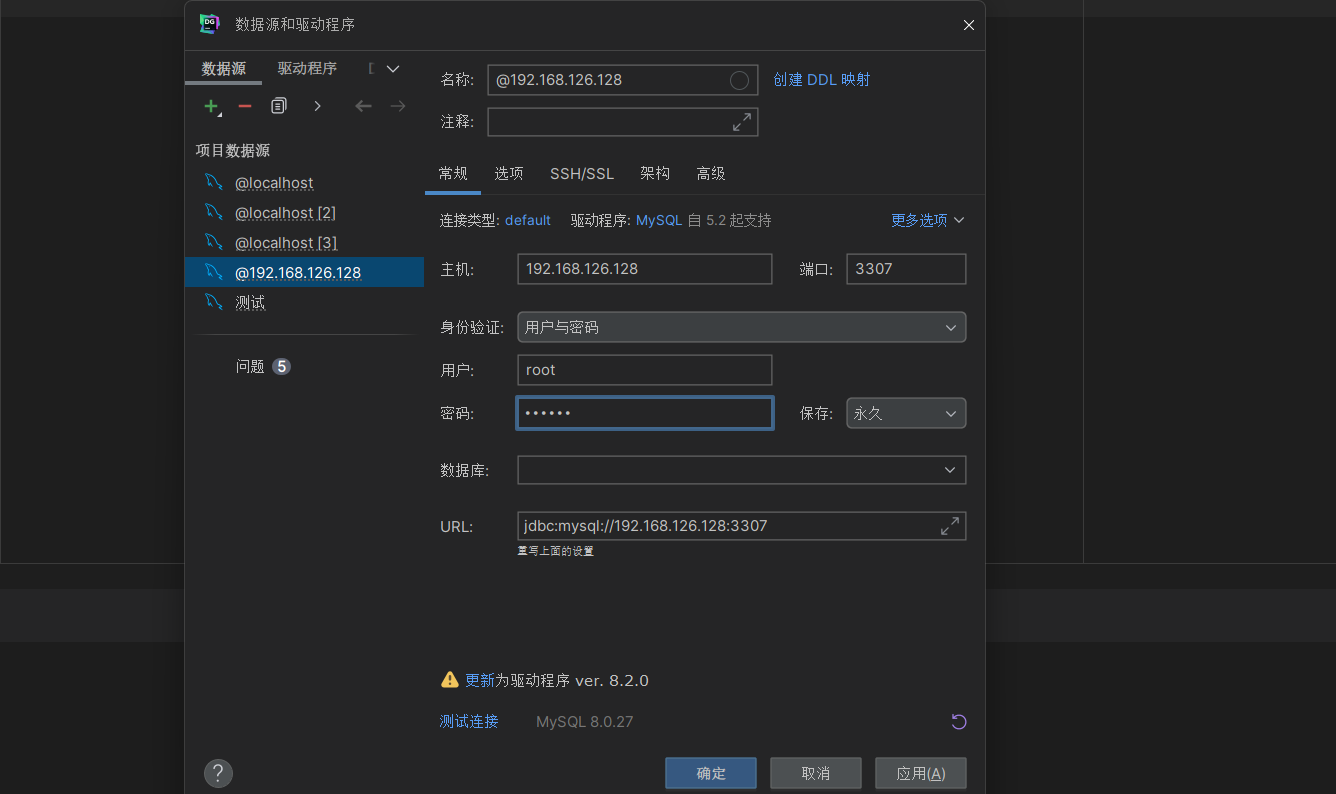 DG 数据源和驱动程序
数据源 驱动程序
名称: @192.168.126.128 创建 DDL 映射
注释:
项目数据源
@localhost
@localhost [2]
@localhost [3]
@192.168.126.128
测试
问题 5
常规 选项 SSH/SSL 架构 高级
连接类型: default 驱动程序: MySQL 自 5.2 起支持 更多选项
主机: 192.168.126.128 端口: 3307
身份验证: 用户与密码
用户: root
密码: •••••• 保存: 永久
数据库:
URL: jdbc:mysql://192.168.126.128:3307
重写上面的设置
更新为驱动程序 ver. 8.2.0
测试连接 MySQL 8.0.27
? 确定 取消 应用(A)